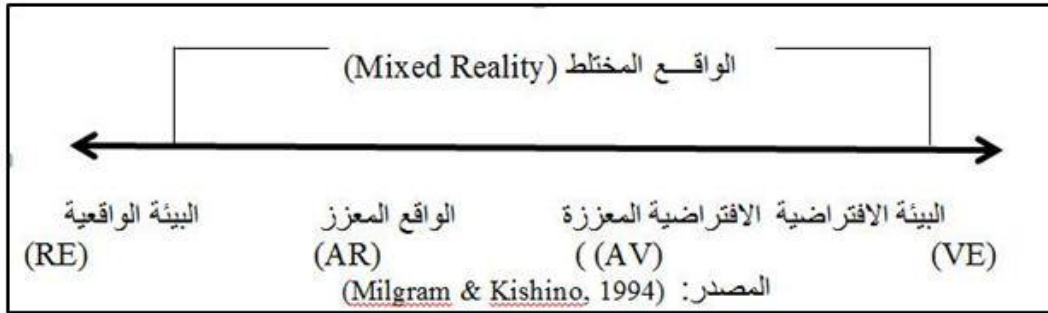 الواقـــع المختلط (Mixed Reality)
البيئة الافتراضية الافتراضية المعززة الواقع المعزز البيئة الواقعية
(VE) ( (AV) (AR) (RE)
المصدر: (Milgram & Kishino, 1994)